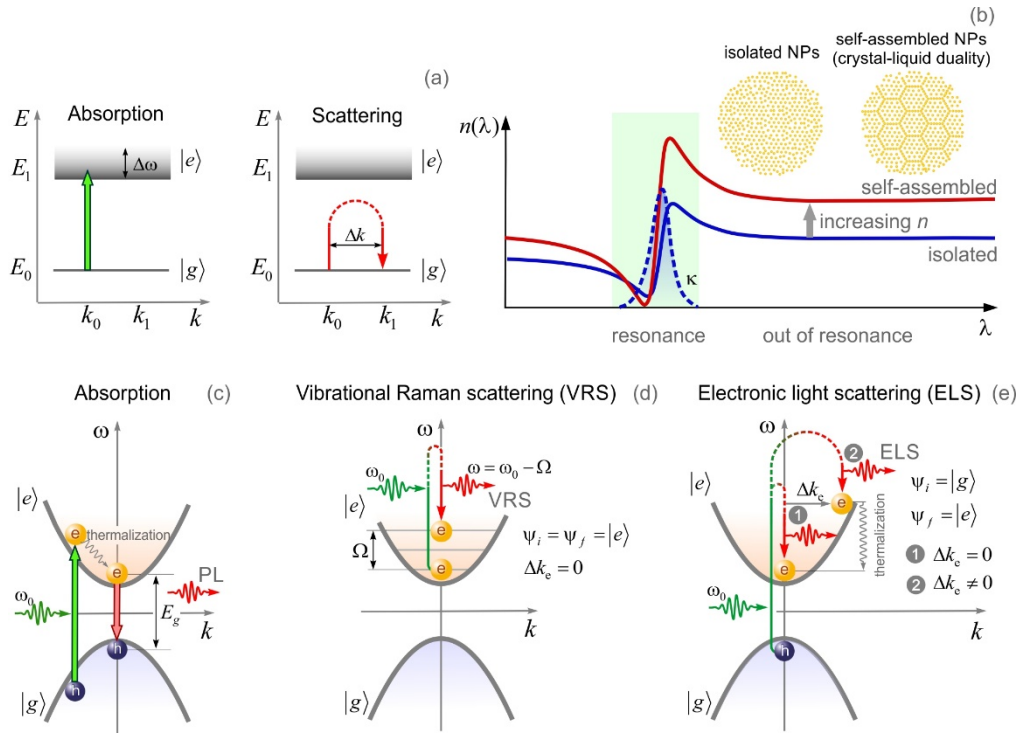 (a)
Absorption
E
E₁
Δω
|e⟩
E₀
|g⟩
k₀
k₁
k
Scattering
E
E₁
|e⟩
Δk
E₀
|g⟩
k₀
k₁
k
(b)
isolated NPs
self-assembled NPs
(crystal-liquid duality)
n(λ)
self-assembled
increasing n
isolated
κ
λ
resonance
out of resonance
Absorption
(c)
ω
|e⟩
e
thermalization
e
PL
ω₀
E_g
k
h
h
|g⟩
Vibrational Raman scattering (VRS)
(d)
ω
ω₀
ω = ω₀ – Ω
VRS
|e⟩
e
Ω
ψᵢ = ψ_f = |e⟩
e
Δkₑ = 0
k
|g⟩
Electronic light scattering (ELS)
(e)
ω
2
ELS
ψᵢ = |g⟩
|e⟩
Δkₑ
e
1
ψ_f = |e⟩
thermalization
e
1 Δkₑ = 0
2 Δkₑ ≠ 0
ω₀
k
h
|g⟩